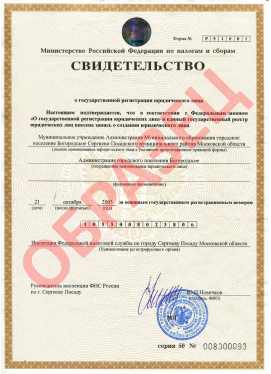 Форма № Р 5 1 0 0 1
Министерство Российской Федерации по налогам и сборам
СВИДЕТЕЛЬСТВО
о государственной регистрации юридического лица
Настоящим подтверждается, что в соответствии с Федеральным законом
«О государственной регистрации юридических лиц» в единый государственный реестр
юридических лиц внесена запись о создании юридического лица
Муниципальное учреждение Администрация Муниципального образования городское
поселение Богородское Сергиево-Посадского муниципального района Московской области
(полное наименование юридического лица с указанием организационно-правовой формы)
Администрация городского поселения Богородское
(сокращенное наименование юридического лица)
(фирменное наименование)
21 октября 2005 за основным государственным регистрационным номером
(дата) (месяц прописью) (год)
1 0 5 5 0 0 8 0 2 3 8 0 6
Инспекция Федеральной налоговой службы по городу Сергиеву Посаду Московской области
(Наименование регистрирующего органа)
Руководитель инспекции ФНС России
по г. Сергиеву Посаду
Новичков
(подпись, ФИО)
МП
серия 50 № 008300093
ОБРАЗЕЦ